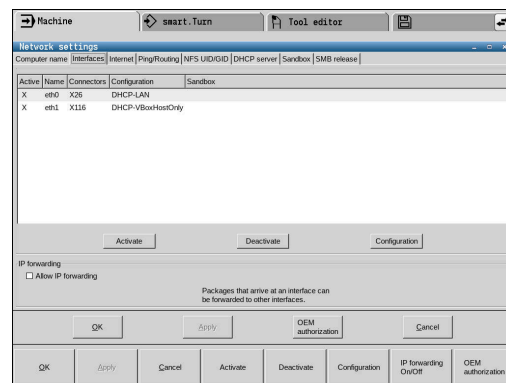 Machine
smart.Turn
Tool editor
Network settings
Computer name Interfaces Internet Ping/Routing NFS UID/GID DHCP server Sandbox SMB release
Active Name Connectors Configuration Sandbox
X eth0 X26 DHCP-LAN
X eth1 X116 DHCP-VBoxHostOnly
Activate Deactivate Configuration
IP forwarding
Allow IP forwarding
Packages that arrive at an interface can
be forwarded to other interfaces.
OK Apply OEM authorization Cancel
OK Apply Cancel Activate Deactivate Configuration IP forwarding On/Off OEM authorization